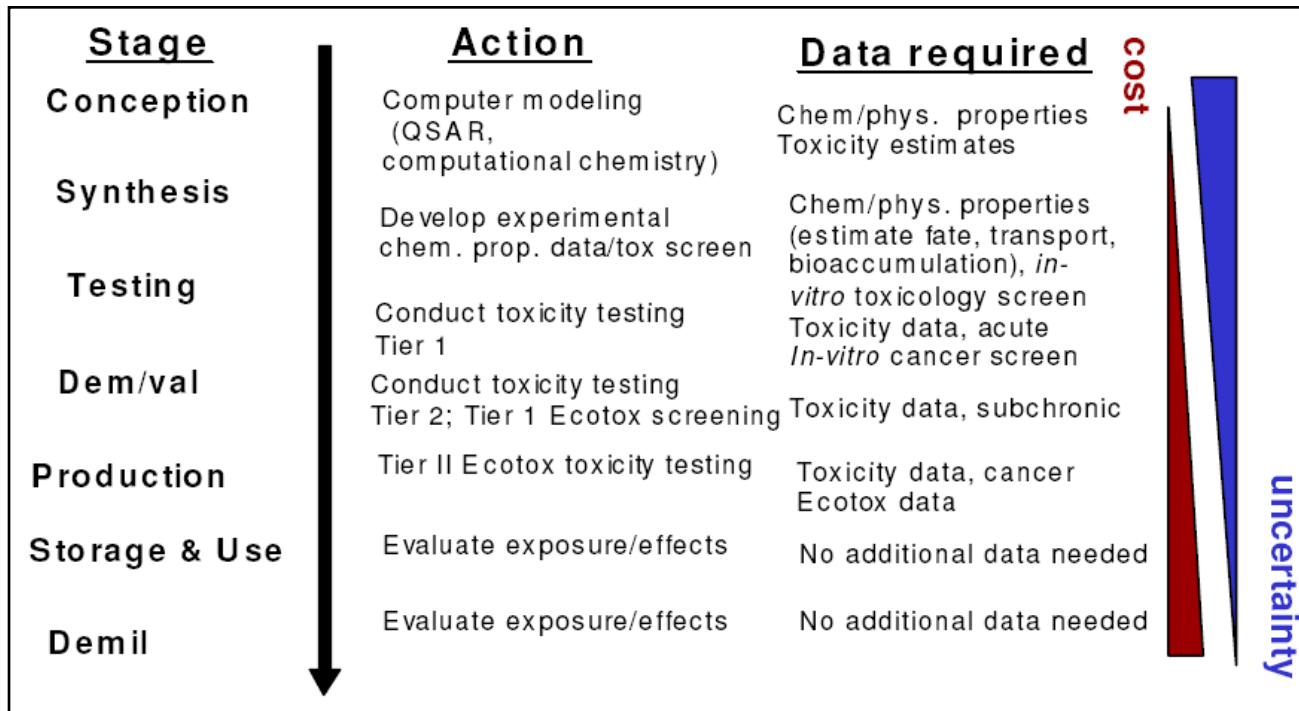 Stage
Action
Data required
cost
Conception
Computer modeling
(QSAR,
computational chemistry)
Chem/phys. properties
Toxicity estimates
Synthesis
Develop experimental
chem. prop. data/tox screen
Chem/phys. properties
(estimate fate, transport,
bioaccumulation), in-
vitro toxicology screen
Testing
Conduct toxicity testing
Tier 1
Toxicity data, acute
In-vitro cancer screen
Dem/val
Conduct toxicity testing
Tier 2; Tier 1 Ecotox screening
Toxicity data, subchronic
Production
Tier II Ecotox toxicity testing
Toxicity data, cancer
Ecotox data
Storage & Use
Evaluate exposure/effects
No additional data needed
Demil
Evaluate exposure/effects
No additional data needed
uncertainty